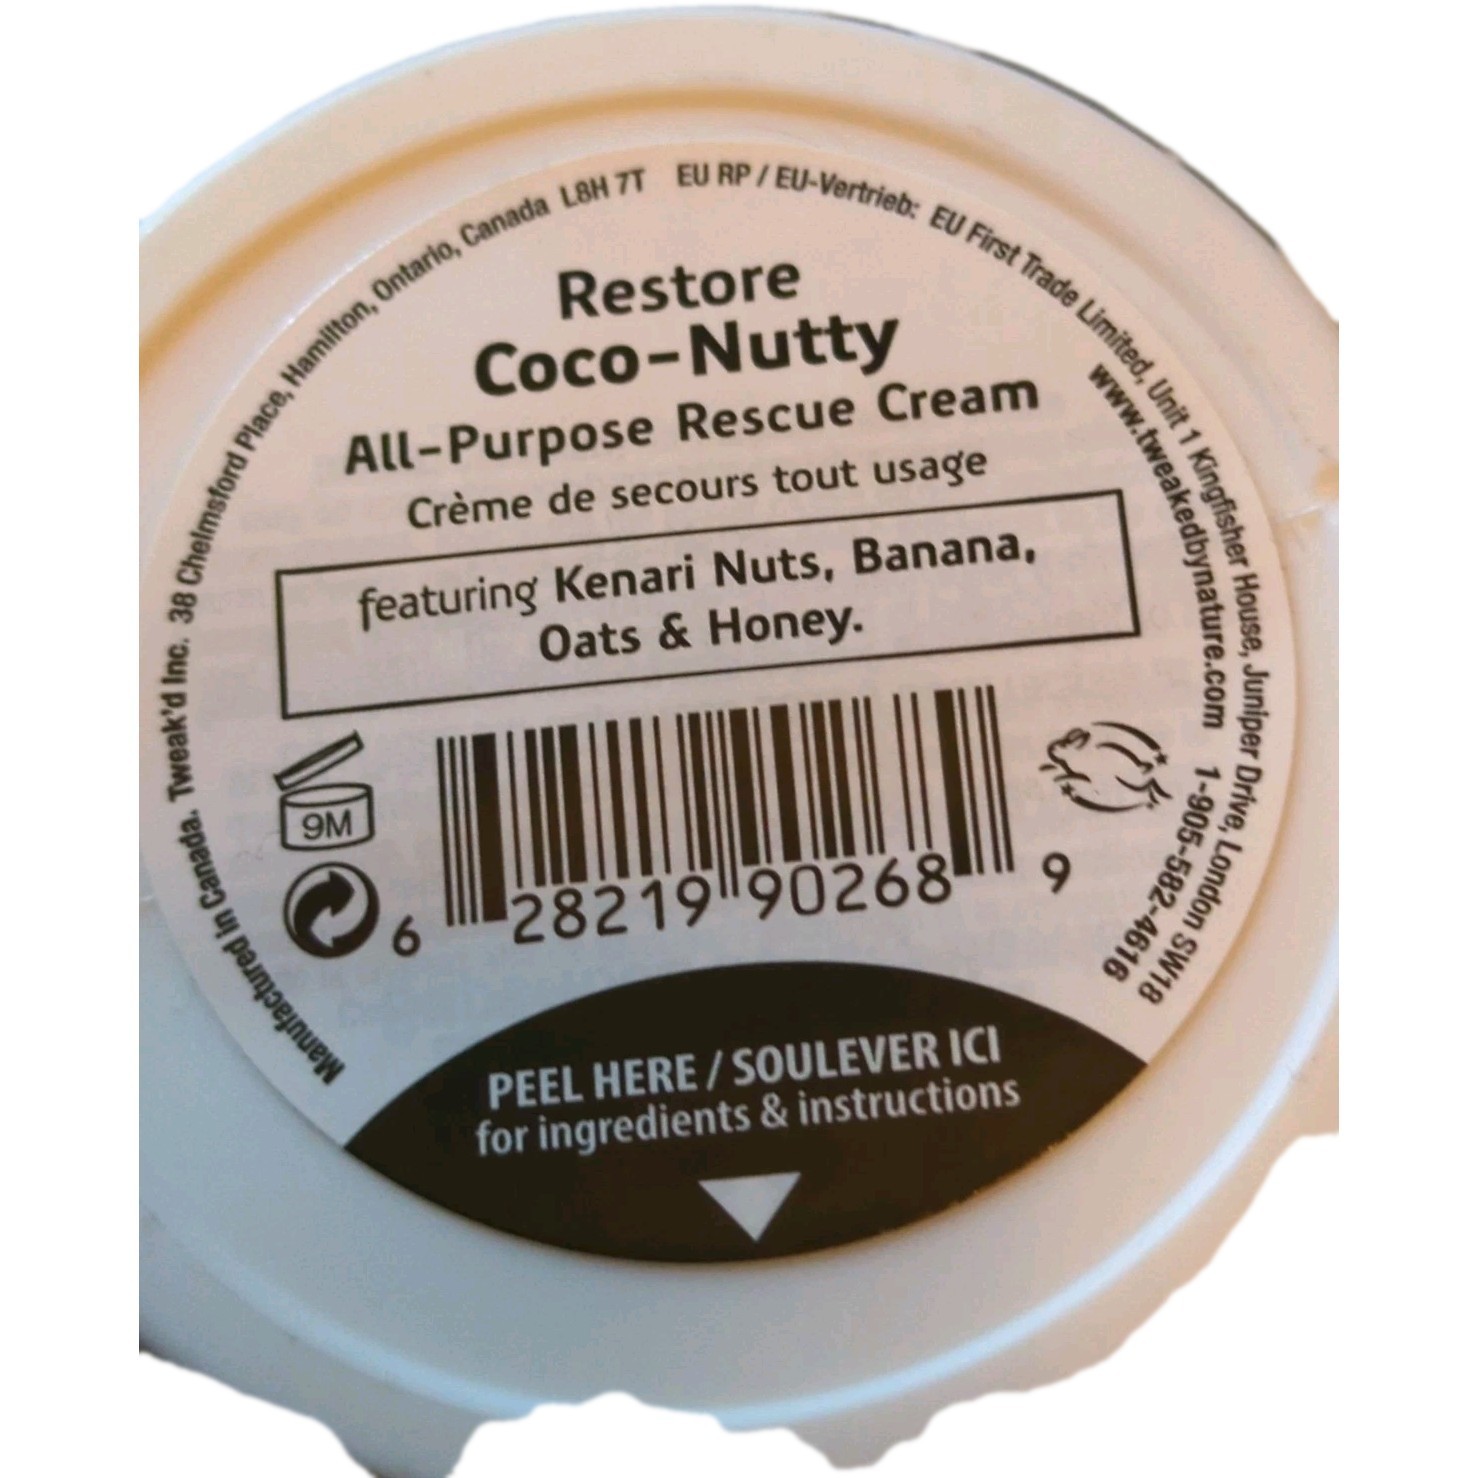 Manufactured in Canada. Tweak'd Inc. 38 Chelmsford Place, Hamilton, Ontario, Canada L8H 7T
EU RP / EU-Vertrieb: EU First Trade Limited, Unit 1 Kingfisher House, Juniper Drive, London SW18
www.tweakedbynature.com 1-905-582-4616
Restore
Coco-Nutty
All-Purpose Rescue Cream
Crème de secours tout usage
featuring Kenari Nuts, Banana,
Oats & Honey.
9M
6 28219 90268 9
PEEL HERE / SOULEVER ICI
for ingredients & instructions